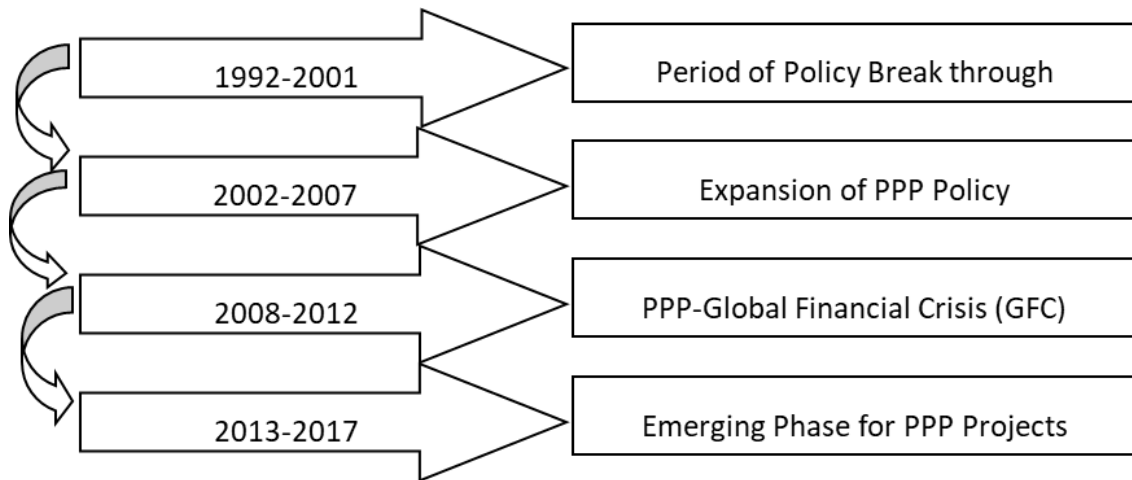 1992-2001
Period of Policy Break through
2002-2007
Expansion of PPP Policy
2008-2012
PPP-Global Financial Crisis (GFC)
2013-2017
Emerging Phase for PPP Projects